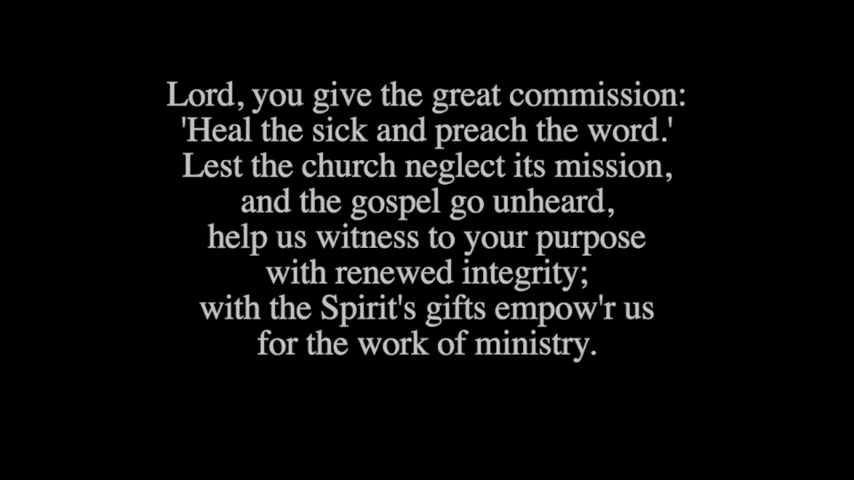 Lord, you give the great commission:
'Heal the sick and preach the word.'
Lest the church neglect its mission,
and the gospel go unheard,
help us witness to your purpose
with renewed integrity;
with the Spirit's gifts empow'r us
for the work of ministry.